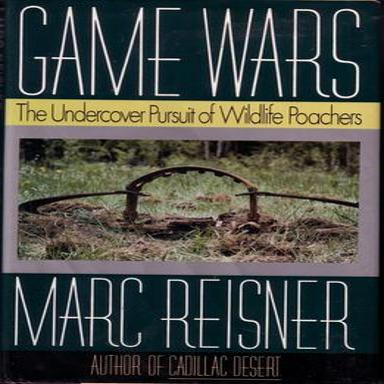 GAME WARS
The Undercover Pursuit of Wildlife Poachers
MARC REISNER
AUTHOR OF CADILLAC DESERT